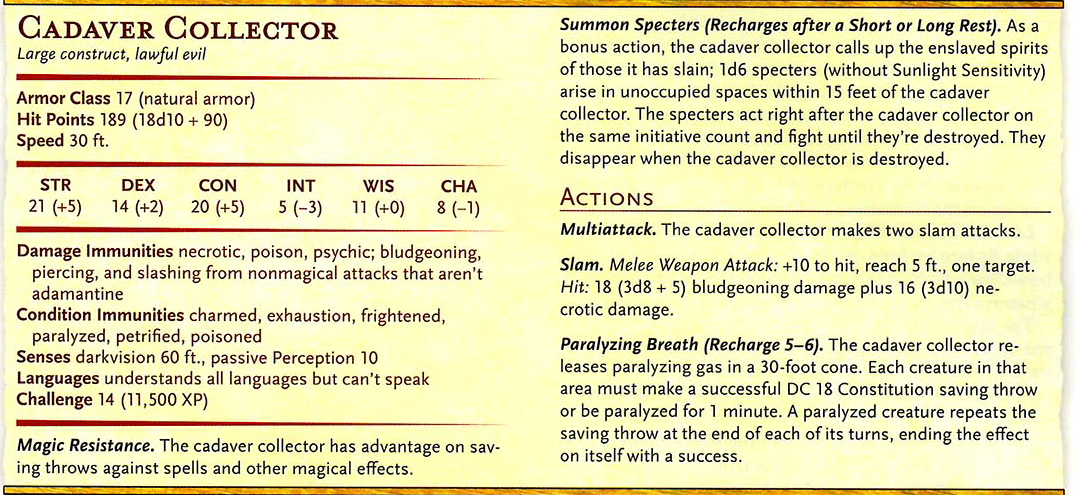 CADAVER COLLECTOR
Large construct, lawful evil
Armor Class 17 (natural armor)
Hit Points 189 (18d10 + 90)
Speed 30 ft.
STR DEX CON INT WIS CHA
21 (+5) 14 (+2) 20 (+5) 5 (−3) 11 (+0) 8 (−1)
Damage Immunities necrotic, poison, psychic; bludgeoning,
piercing, and slashing from nonmagical attacks that aren't
adamantine
Condition Immunities charmed, exhaustion, frightened,
paralyzed, petrified, poisoned
Senses darkvision 60 ft., passive Perception 10
Languages understands all languages but can't speak
Challenge 14 (11,500 XP)
Magic Resistance. The cadaver collector has advantage on sav-
ing throws against spells and other magical effects.
Summon Specters (Recharges after a Short or Long Rest). As a
bonus action, the cadaver collector calls up the enslaved spirits
of those it has slain; 1d6 specters (without Sunlight Sensitivity)
arise in unoccupied spaces within 15 feet of the cadaver
collector. The specters act right after the cadaver collector on
the same initiative count and fight until they're destroyed. They
disappear when the cadaver collector is destroyed.
ACTIONS
Multiattack. The cadaver collector makes two slam attacks.
Slam. Melee Weapon Attack: +10 to hit, reach 5 ft., one target.
Hit: 18 (3d8 + 5) bludgeoning damage plus 16 (3d10) ne-
crotic damage.
Paralyzing Breath (Recharge 5–6). The cadaver collector re-
leases paralyzing gas in a 30-foot cone. Each creature in that
area must make a successful DC 18 Constitution saving throw
or be paralyzed for 1 minute. A paralyzed creature repeats the
saving throw at the end of each of its turns, ending the effect
on itself with a success.